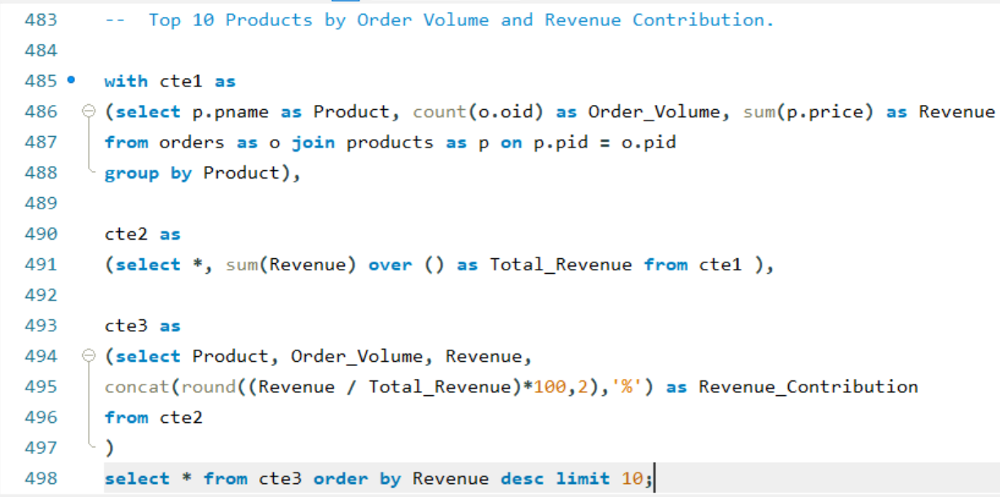 483 --  Top 10 Products by Order Volume and Revenue Contribution.
484
485 with cte1 as
486 (select p.pname as Product, count(o.oid) as Order_Volume, sum(p.price) as Revenue
487 from orders as o join products as p on p.pid = o.pid
488 group by Product),
489
490 cte2 as
491 (select *, sum(Revenue) over () as Total_Revenue from cte1 ),
492
493 cte3 as
494 (select Product, Order_Volume, Revenue,
495 concat(round((Revenue / Total_Revenue)*100,2),'%') as Revenue_Contribution
496 from cte2
497 )
498 select * from cte3 order by Revenue desc limit 10;